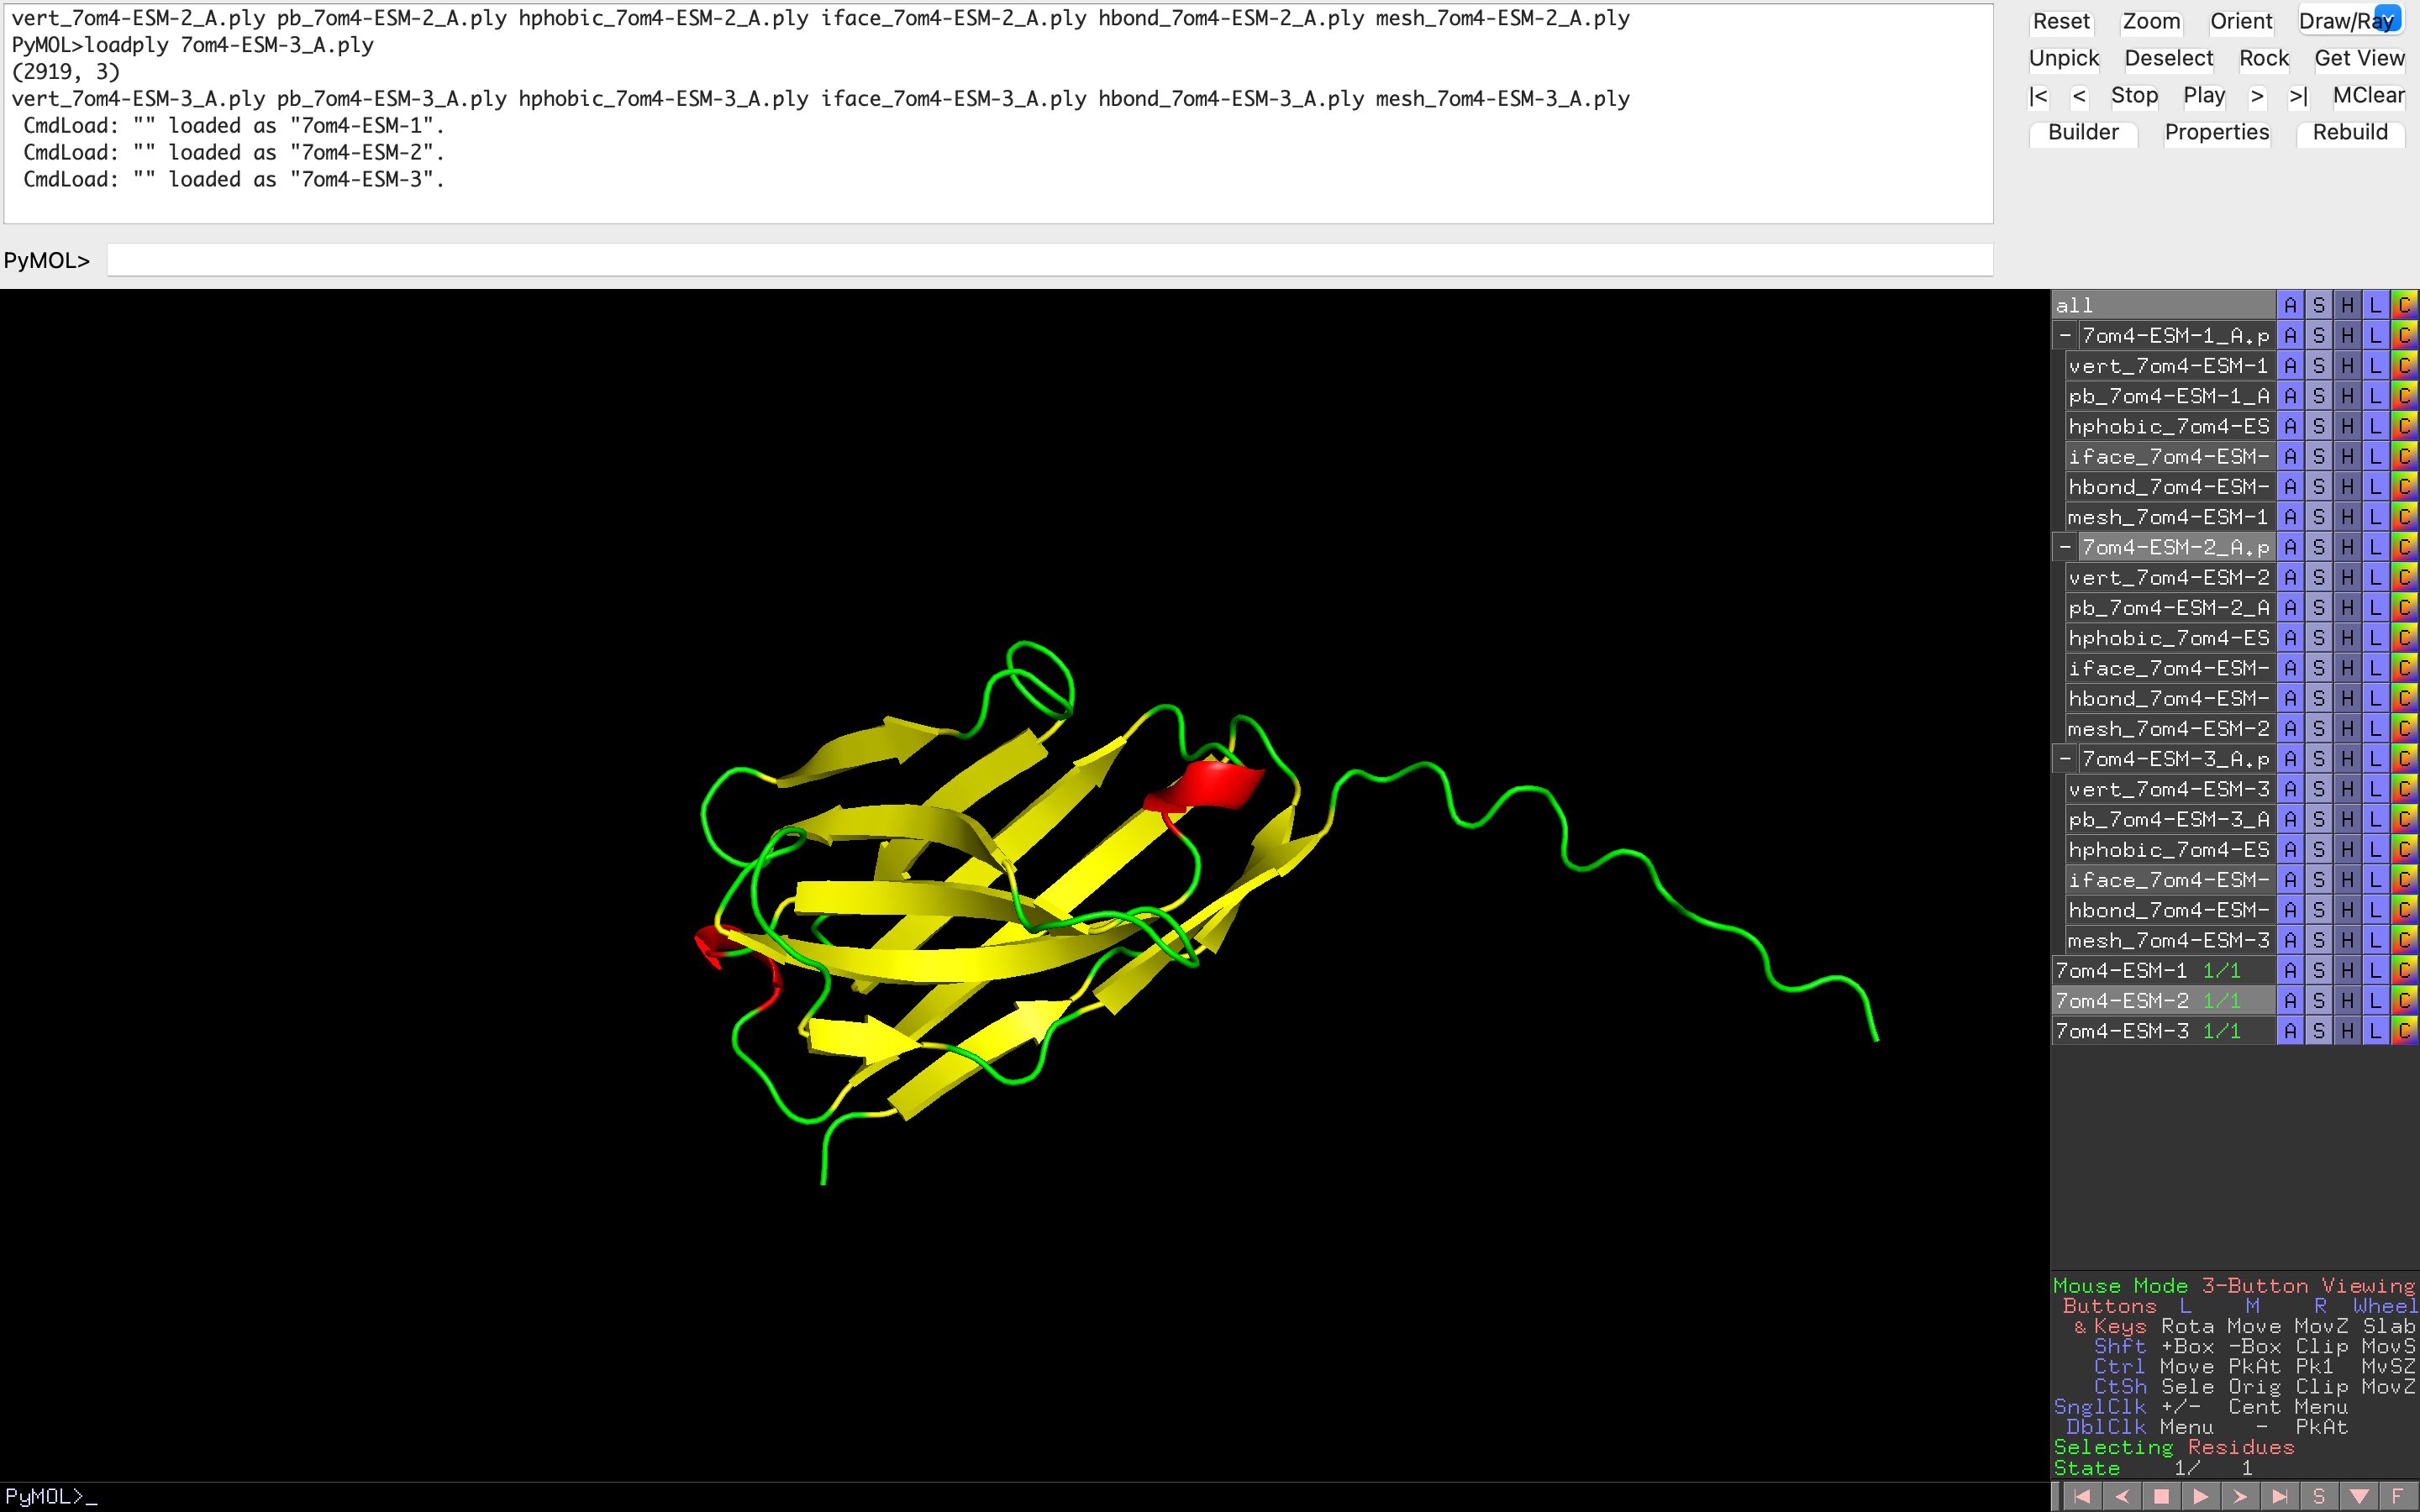 vert_7om4-ESM-2_A.ply pb_7om4-ESM-2_A.ply hphobic_7om4-ESM-2_A.ply iface_7om4-ESM-2_A.ply hbond_7om4-ESM-2_A.ply mesh_7om4-ESM-2_A.ply
PyMOL>loadply 7om4-ESM-3_A.ply
(2919, 3)
vert_7om4-ESM-3_A.ply pb_7om4-ESM-3_A.ply hphobic_7om4-ESM-3_A.ply iface_7om4-ESM-3_A.ply hbond_7om4-ESM-3_A.ply mesh_7om4-ESM-3_A.ply
CmdLoad: "" loaded as "7om4-ESM-1".
CmdLoad: "" loaded as "7om4-ESM-2".
CmdLoad: "" loaded as "7om4-ESM-3".
PyMOL>
Reset Zoom Orient Draw/Ray
Unpick Deselect Rock Get View
|< < Stop Play > >| MClear
Builder Properties Rebuild
all A S H L C
- 7om4-ESM-1_A.p A S H L C
vert_7om4-ESM-1 A S H L C
pb_7om4-ESM-1_A A S H L C
hphobic_7om4-ES A S H L C
iface_7om4-ESM- A S H L C
hbond_7om4-ESM- A S H L C
mesh_7om4-ESM-1 A S H L C
- 7om4-ESM-2_A.p A S H L C
vert_7om4-ESM-2 A S H L C
pb_7om4-ESM-2_A A S H L C
hphobic_7om4-ES A S H L C
iface_7om4-ESM- A S H L C
hbond_7om4-ESM- A S H L C
mesh_7om4-ESM-2 A S H L C
- 7om4-ESM-3_A.p A S H L C
vert_7om4-ESM-3 A S H L C
pb_7om4-ESM-3_A A S H L C
hphobic_7om4-ES A S H L C
iface_7om4-ESM- A S H L C
hbond_7om4-ESM- A S H L C
mesh_7om4-ESM-3 A S H L C
7om4-ESM-1 1/1 A S H L C
7om4-ESM-2 1/1 A S H L C
7om4-ESM-3 1/1 A S H L C
Mouse Mode 3-Button Viewing
Buttons L M R Wheel
& Keys Rota Move MovZ Slab
Shft +Box -Box Clip MovS
Ctrl Move PkAt Pk1 MvSZ
CtSh Sele Orig Clip MovZ
SnglClk +/- Cent Menu
DblClk Menu - PkAt
Selecting Residues
State 1/ 1
PyMOL>_
S F